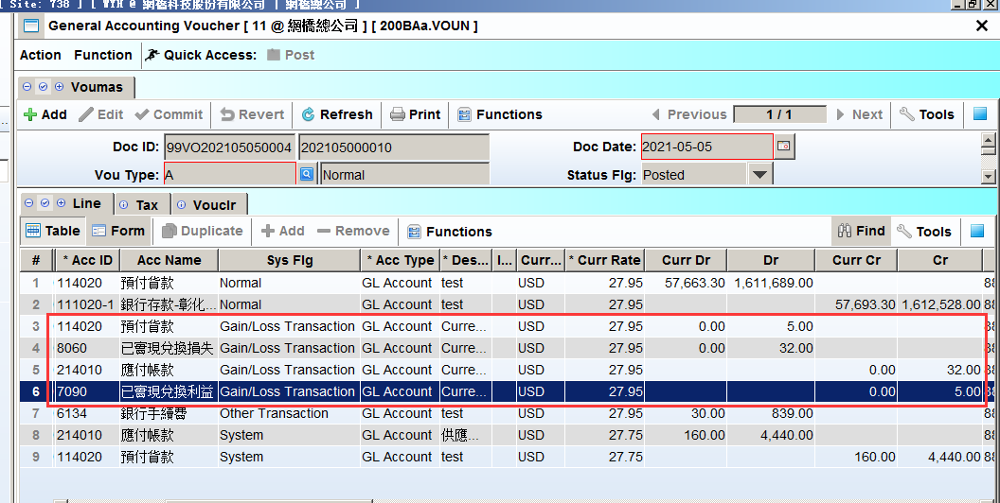 [ Site: 738 ] [ WYH @ 網橋科技股份有限公司 | 網橋總公司 ]
General Accounting Voucher [ 11 @ 網橋總公司 ] [ 200BAa.VOUN ]
Action Function Quick Access: Post
Voumas
Add Edit Commit Revert Refresh Print Functions Previous 1 / 1 Next Tools
Doc ID: 99VO202105050004 202105000010 Doc Date: 2021-05-05
Vou Type: A Normal Status Flg: Posted
Line Tax Vouclr
Table Form Duplicate Add Remove Functions Find Tools
# * Acc ID Acc Name Sys Flg * Acc Type * Des... I... Curr... * Curr Rate Curr Dr Dr Curr Cr Cr
1 114020 預付貨款 Normal GL Account test USD 27.95 57,663.30 1,611,689.00 88
2 111020-1 銀行存款-彰化... Normal GL Account test USD 27.95 57,693.30 1,612,528.00 88
3 114020 預付貨款 Gain/Loss Transaction GL Account Curre... USD 27.95 0.00 5.00 88
4 8060 已實現兌換損失 Gain/Loss Transaction GL Account Curre... USD 27.95 0.00 32.00 88
5 214010 應付帳款 Gain/Loss Transaction GL Account Curre... USD 27.95 0.00 32.00 88
6 7090 已實現兌換利益 Gain/Loss Transaction GL Account Curre... USD 27.95 0.00 5.00 88
7 6134 銀行手續費 Other Transaction GL Account test USD 27.95 30.00 839.00 88
8 214010 應付帳款 System GL Account 供應... USD 27.75 160.00 4,440.00 88
9 114020 預付貨款 System GL Account test USD 27.75 160.00 4,440.00 88